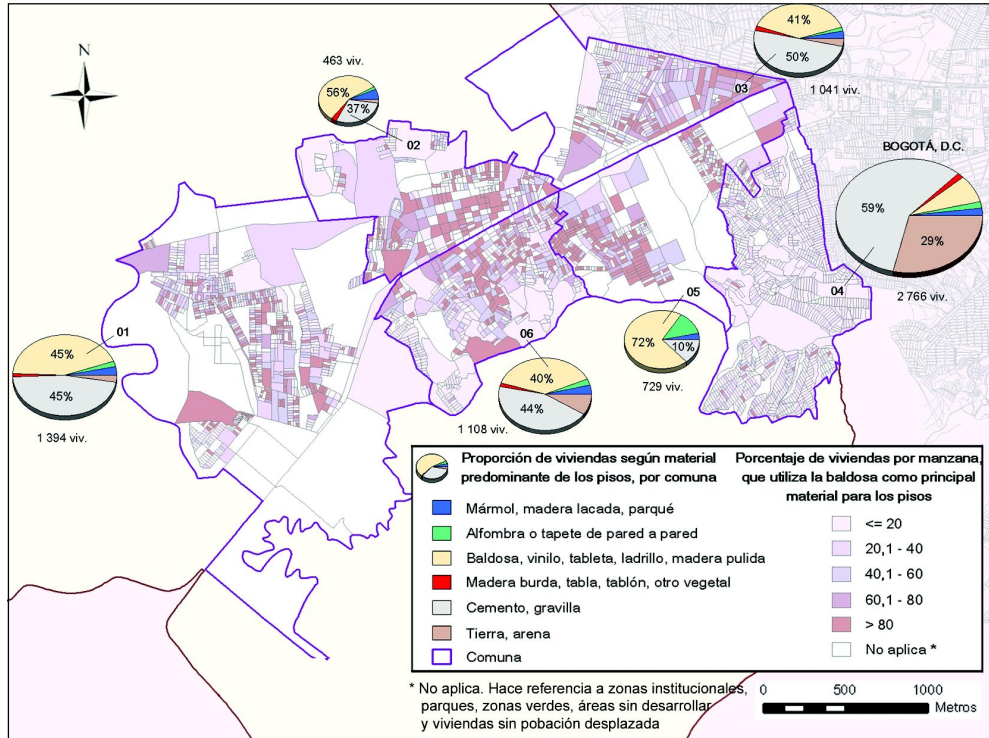 N
463 viv.
56%
37%
02
41%
50%
03
1 041 viv.
BOGOTÁ, D.C.
59%
29%
04
2 766 viv.
01
45%
45%
1 394 viv.
06
40%
44%
1 108 viv.
05
72%
10%
729 viv.
Proporción de viviendas según material
predominante de los pisos, por comuna
Mármol, madera lacada, parqué
Alfombra o tapete de pared a pared
Baldosa, vinilo, tableta, ladrillo, madera pulida
Madera burda, tabla, tablón, otro vegetal
Cemento, gravilla
Tierra, arena
Comuna
Porcentaje de viviendas por manzana,
que utiliza la baldosa como principal
material para los pisos
<= 20
20,1 - 40
40,1 - 60
60,1 - 80
> 80
No aplica *
* No aplica. Hace referencia a zonas institucionales,
parques, zonas verdes, áreas sin desarrollar
y viviendas sin pobación desplazada
0 500 1000
Metros